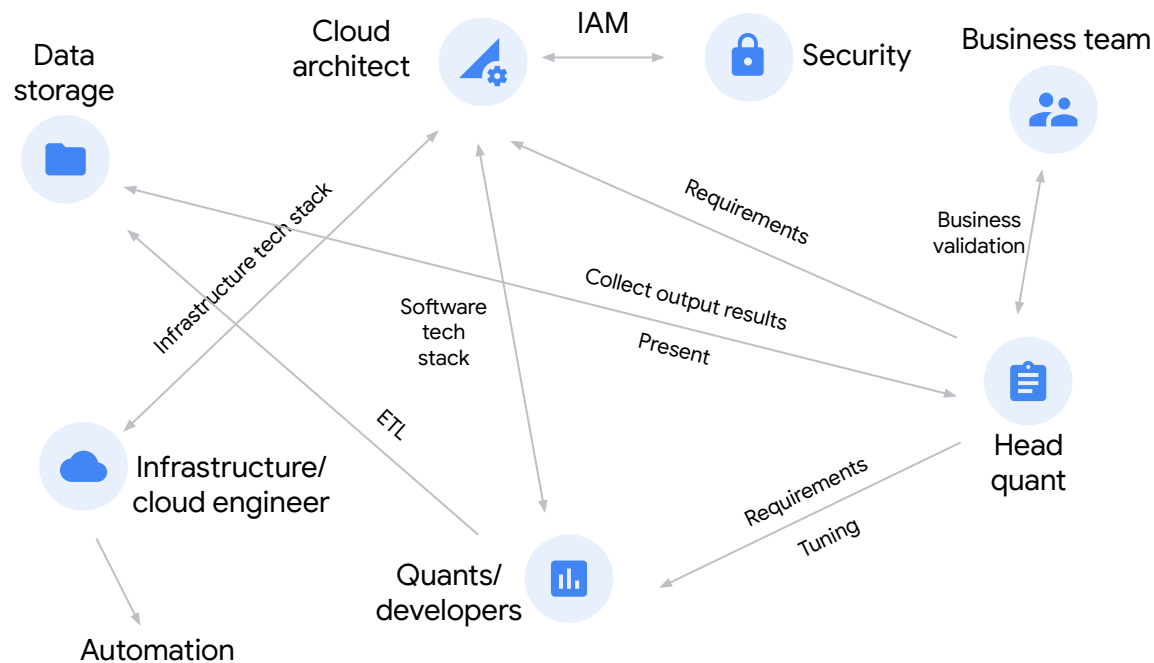 Cloud
architect
IAM
Security
Business team
Data
storage
Infrastructure tech stack
Requirements
Business
validation
Collect output results
Present
Software
tech
stack
ETL
Head
quant
Infrastructure/
cloud engineer
Requirements
Tuning
Quants/
developers
Automation